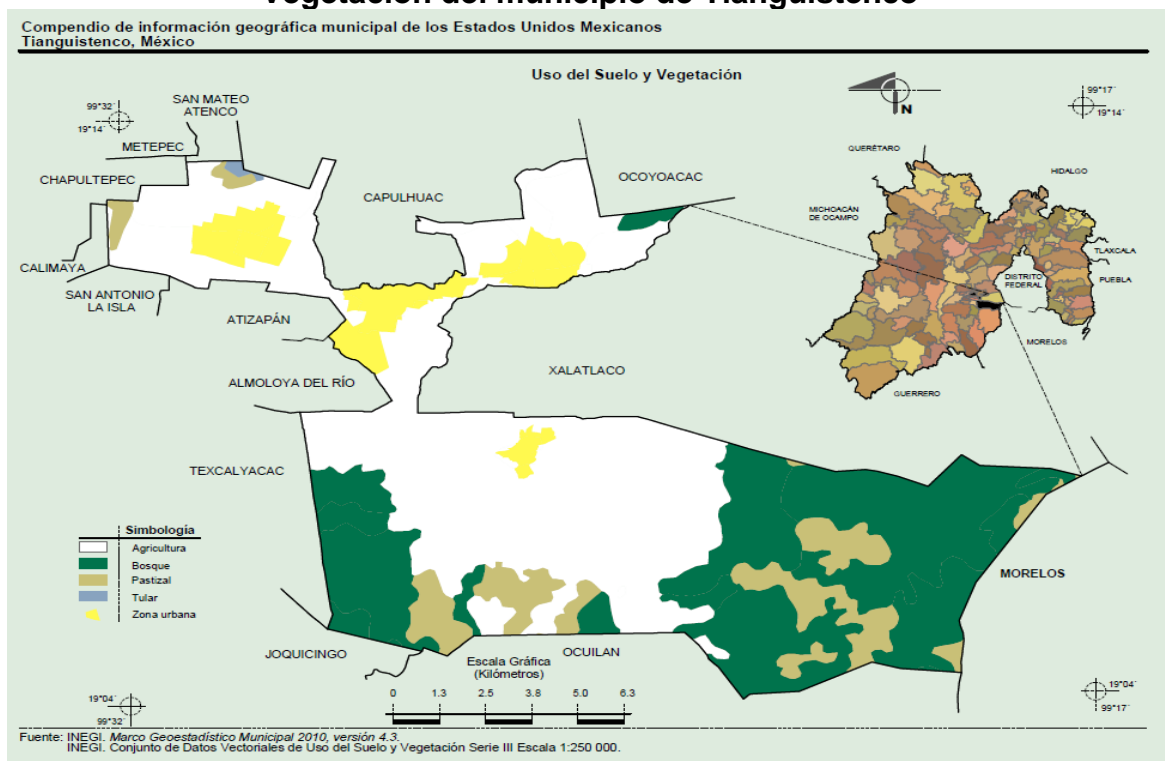 Vegetación del municipio de Tianguistenco
Compendio de información geográfica municipal de los Estados Unidos Mexicanos
Tianguistenco, México
Uso del Suelo y Vegetación
99°32´
19°14´
SAN MATEO
ATENCO
METEPEC
CHAPULTEPEC
CAPULHUAC
OCOYOACAC
N
99°17´
19°14´
QUERÉTARO
HIDALGO
MICHOACÁN
DE OCAMPO
TLAXCALA
DISTRITO
FEDERAL
PUEBLA
MORELOS
GUERRERO
CALIMAYA
SAN ANTONIO
LA ISLA
ATIZAPÁN
ALMOLOYA DEL RÍO
XALATLACO
TEXCALYACAC
Simbología
Agricultura
Bosque
Pastizal
Tular
Zona urbana
MORELOS
JOQUICINGO
OCUILAN
Escala Gráfica
(Kilómetros)
0 1.3 2.5 3.8 5.0 6.3
19°04´
99°32´
19°04´
99°17´
Fuente: INEGI. Marco Geoestadístico Municipal 2010, versión 4.3.
INEGI. Conjunto de Datos Vectoriales de Uso del Suelo y Vegetación Serie III Escala 1:250 000.